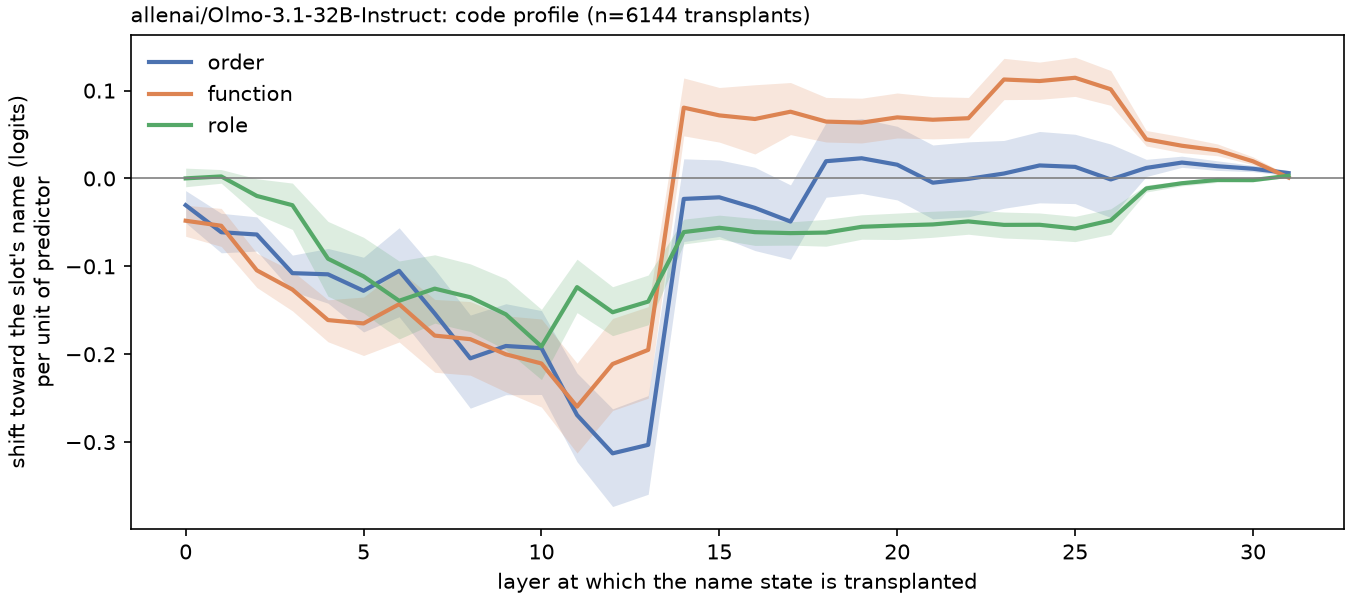 allenai/Olmo-3.1-32B-Instruct: code profile (n=6144 transplants)
order
function
role
shift toward the slot's name (logits)
per unit of predictor
0.1
0.0
−0.1
−0.2
−0.3
0 5 10 15 20 25 30
layer at which the name state is transplanted